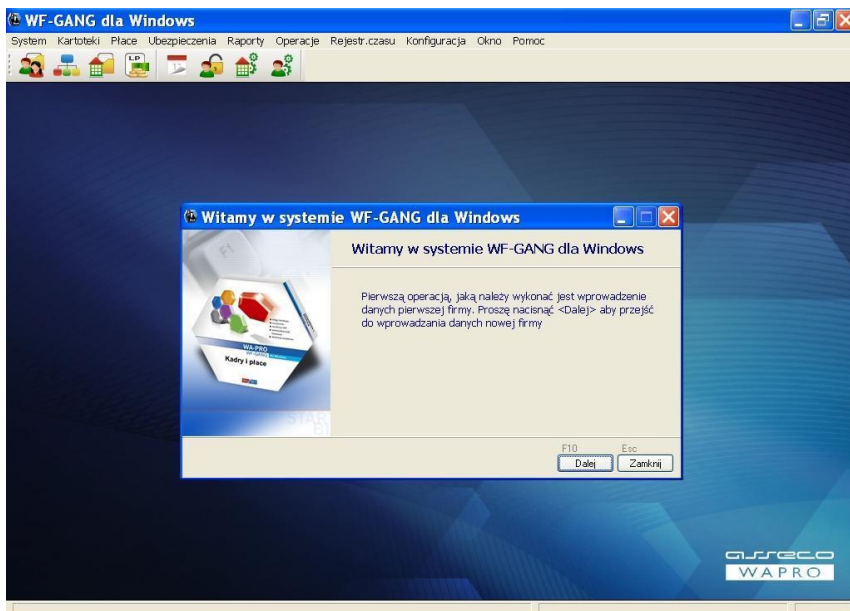 WF-GANG dla Windows
System Kartoteki Płace Ubezpieczenia Raporty Operacje Rejestr.czasu Konfiguracja Okno Pomoc
LP
Witamy w systemie WF-GANG dla Windows
Witamy w systemie WF-GANG dla Windows
Pierwszą operacją, jaką należy wykonać jest wprowadzenie
danych pierwszej firmy. Proszę nacisnąć <Dalej> aby przejść
do wprowadzania danych nowej firmy
F1
WA-PRO
Kadry i płace
START
F10 Esc
Dalej Zamknij
asseco
WAPRO